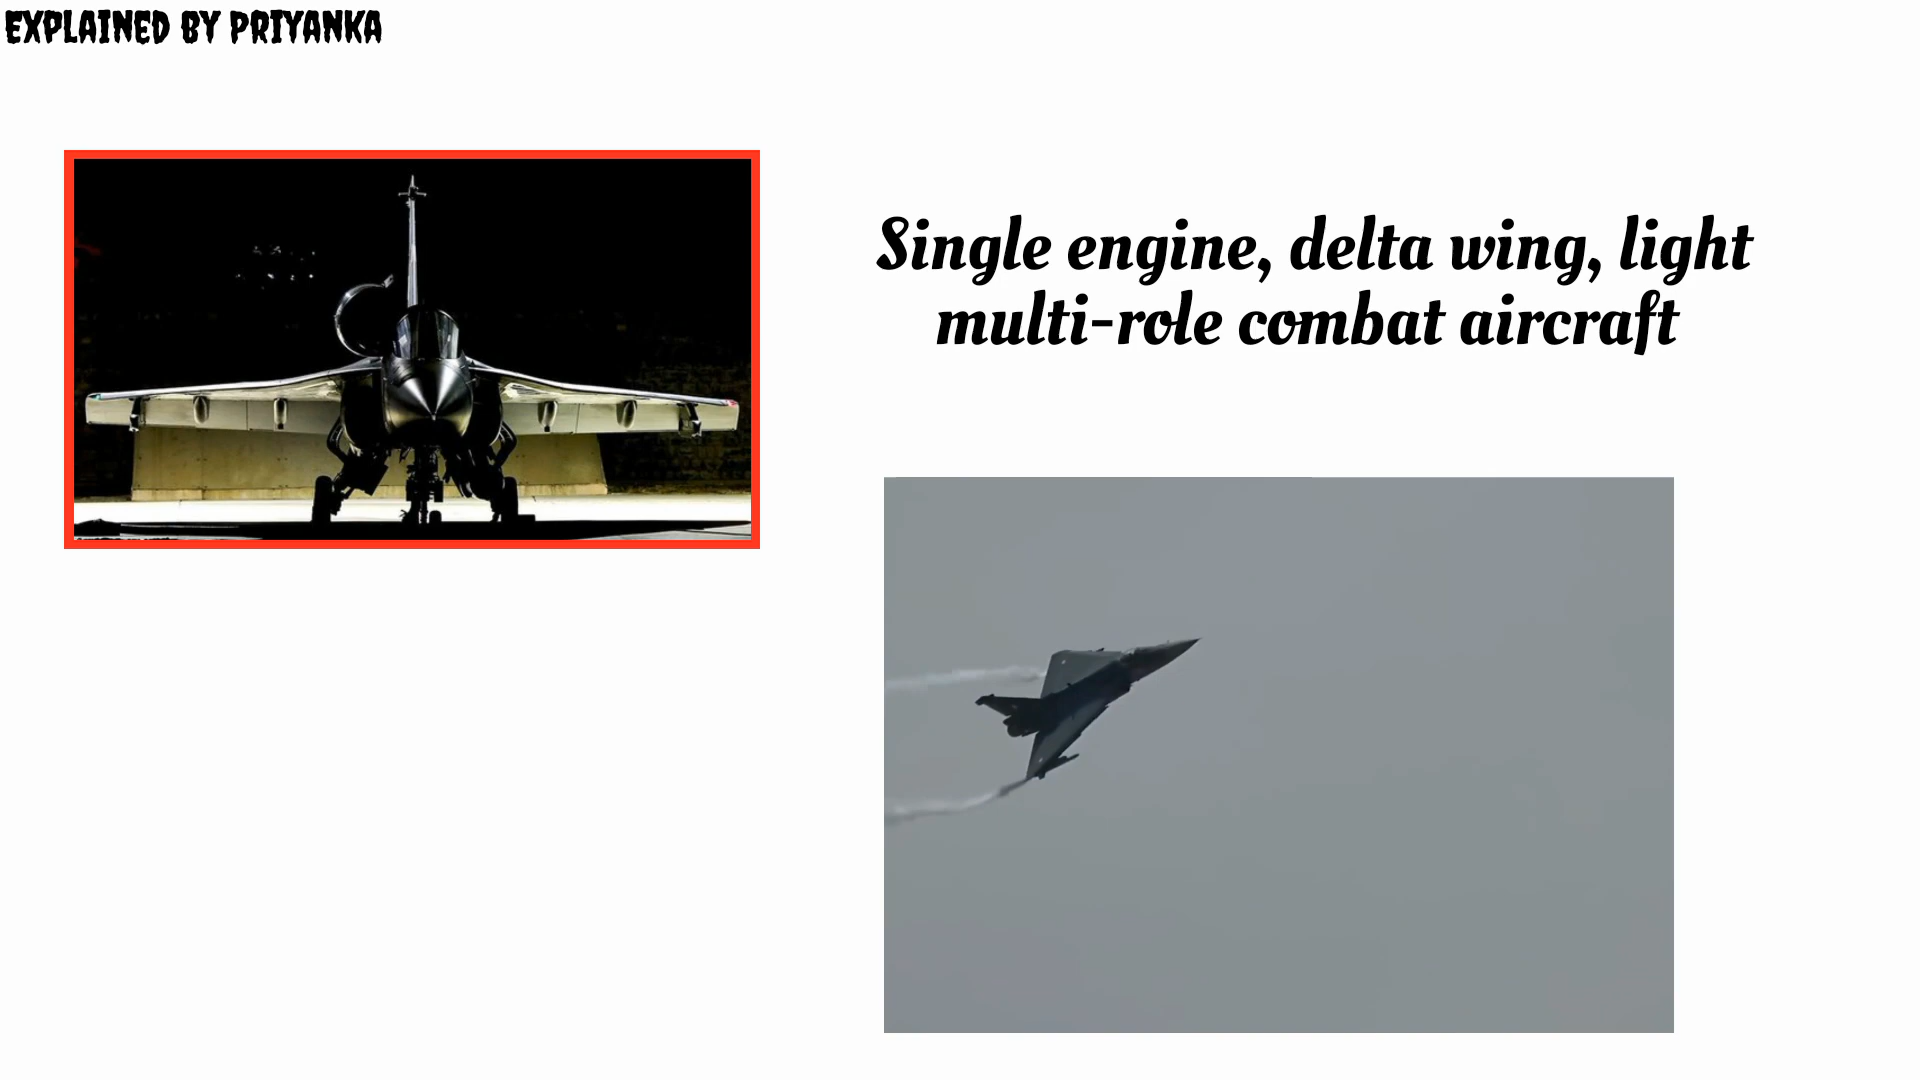 EXPLAINED BY PRIYANKA
Single engine, delta wing, light
multi-role combat aircraft